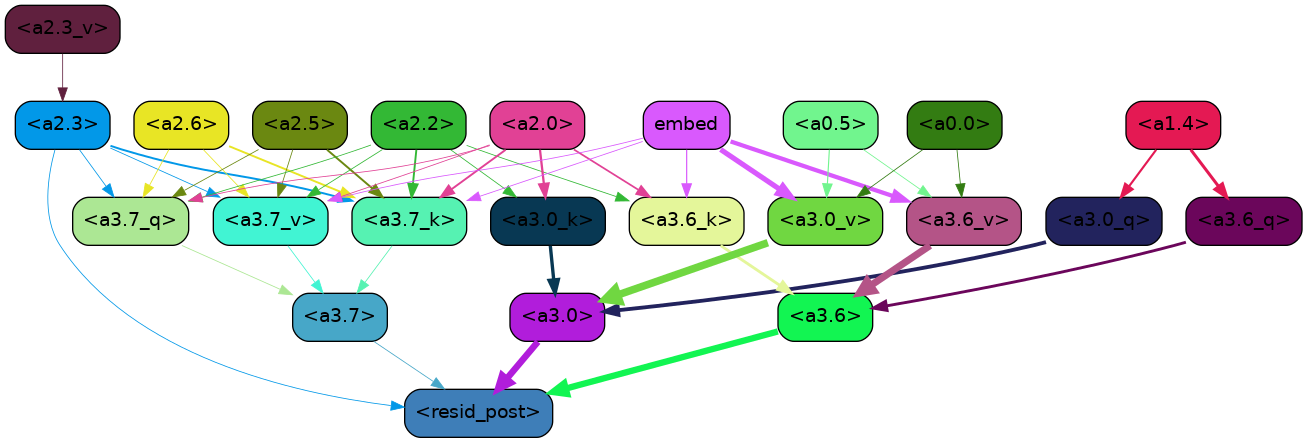 <a2.3_v>
<a2.3> <a2.6> <a2.5> <a2.2> <a2.0> embed <a0.5> <a0.0> <a1.4>
<a3.7_q> <a3.7_v> <a3.7_k> <a3.0_k> <a3.6_k> <a3.0_v> <a3.6_v> <a3.0_q> <a3.6_q>
<a3.7> <a3.0> <a3.6>
<resid_post>